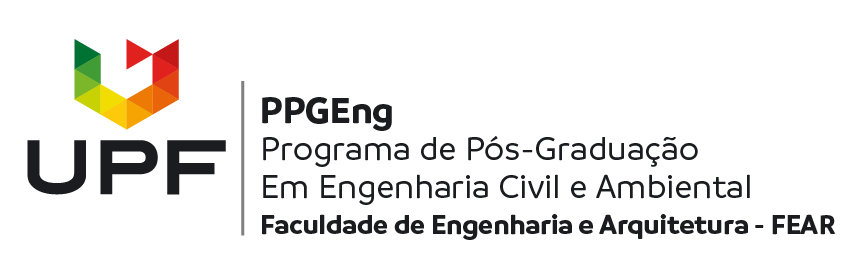 UPF
PPGEng
Programa de Pós-Graduação
Em Engenharia Civil e Ambiental
Faculdade de Engenharia e Arquitetura - FEAR